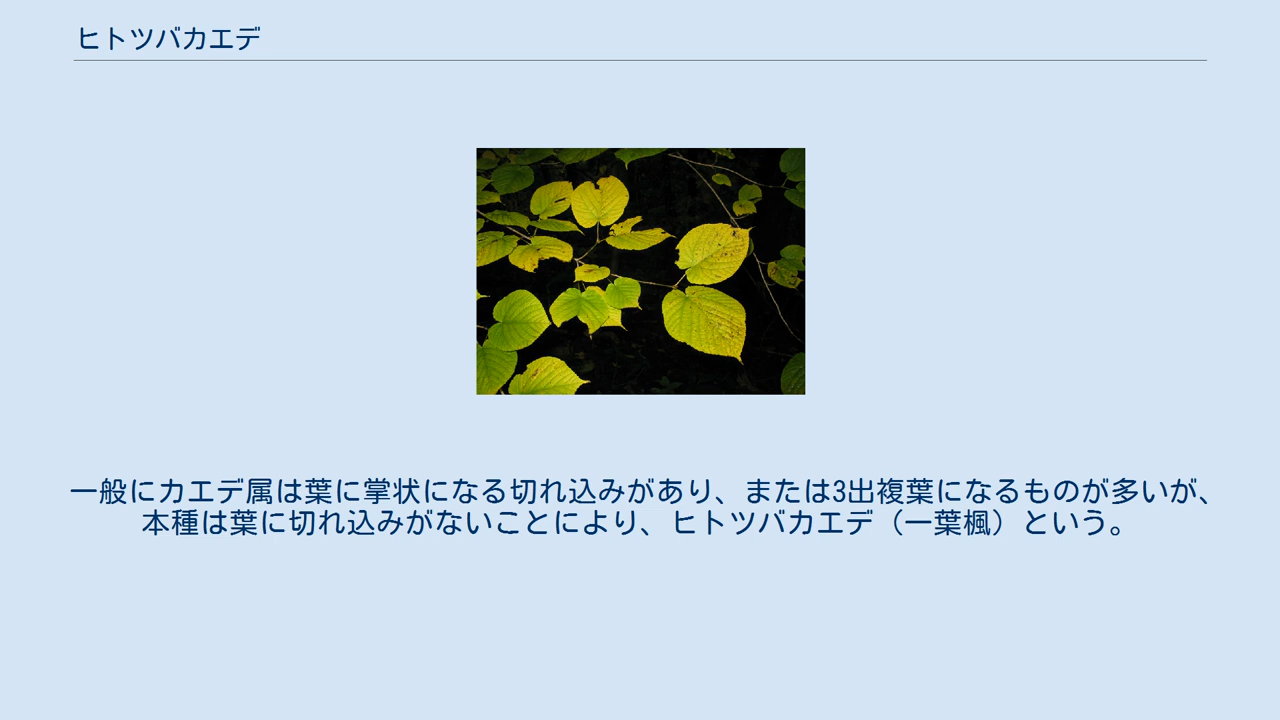 ヒトツバカエデ
一般にカエデ属は葉に掌状になる切れ込みがあり、または3出複葉になるものが多いが、
本種は葉に切れ込みがないことにより、ヒトツバカエデ（一葉楓）という。